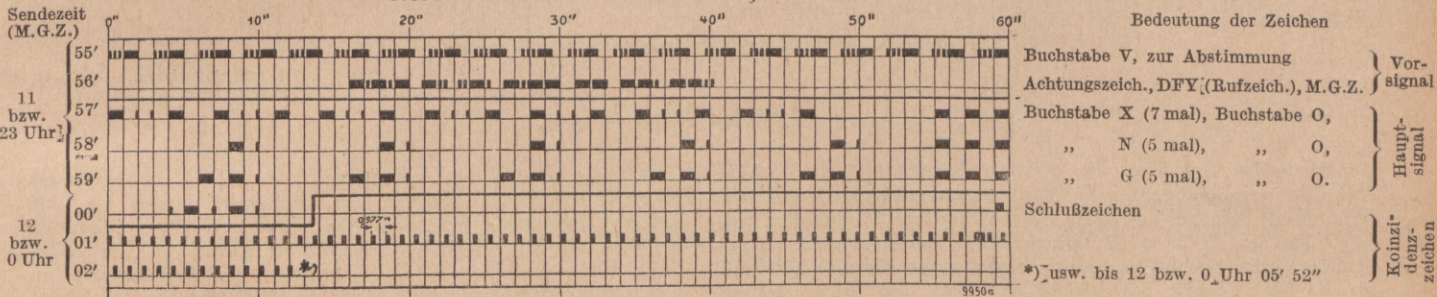 Sendezeit
(M.G.Z.)
0" 10" 20" 30" 40" 50" 60"
Bedeutung der Zeichen
11
bzw.
23 Uhr
55'
56'
57'
58'
59'
12
bzw.
0 Uhr
00'
01'
02'
0,977"
*)
Buchstabe V, zur Abstimmung
Achtungszeich., DFY (Rufzeich.), M.G.Z.
Vor-
signal
Buchstabe X (7 mal), Buchstabe O,
„ N (5 mal), „ O,
„ G (5 mal), „ O.
Haupt-
signal
Schlußzeichen
*) usw. bis 12 bzw. 0 Uhr 05' 52"
Koinzi-
denz-
zeichen
9950a